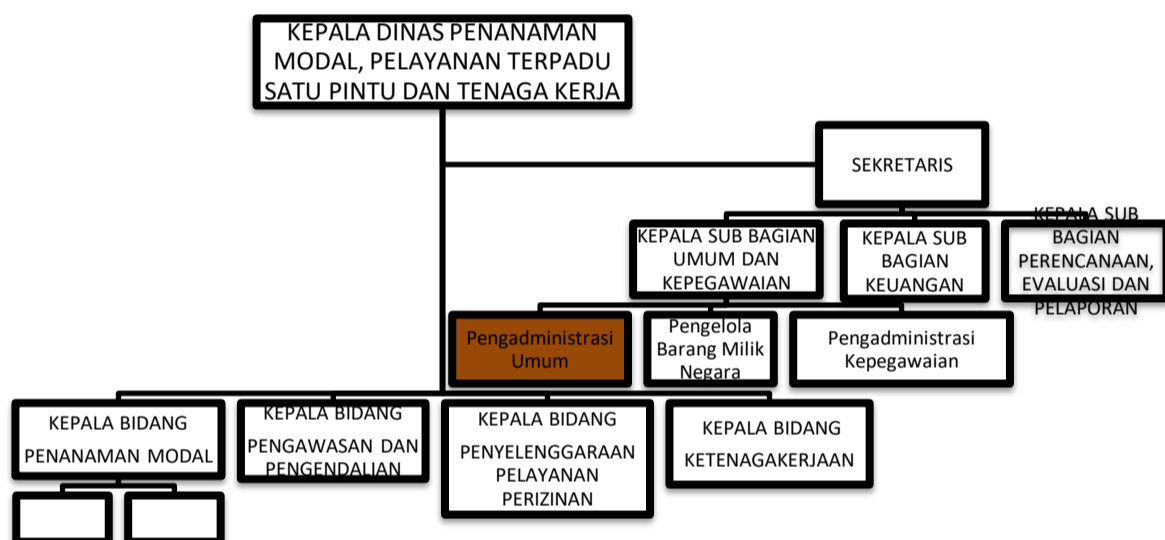 KEPALA DINAS PENANAMAN
MODAL, PELAYANAN TERPADU
SATU PINTU DAN TENAGA KERJA
SEKRETARIS
KEPALA SUB BAGIAN
UMUM DAN
KEPEGAWAIAN
KEPALA SUB
BAGIAN
KEUANGAN
KEPALA SUB
BAGIAN
PERENCANAAN,
EVALUASI DAN
PELAPORAN
Pengadministrasi
Umum
Pengelola
Barang Milik
Negara
Pengadministrasi
Kepegawaian
KEPALA BIDANG
PENANAMAN MODAL
KEPALA BIDANG
PENGAWASAN DAN
PENGENDALIAN
KEPALA BIDANG
PENYELENGGARAAN
PELAYANAN
PERIZINAN
KEPALA BIDANG
KETENAGAKERJAAN